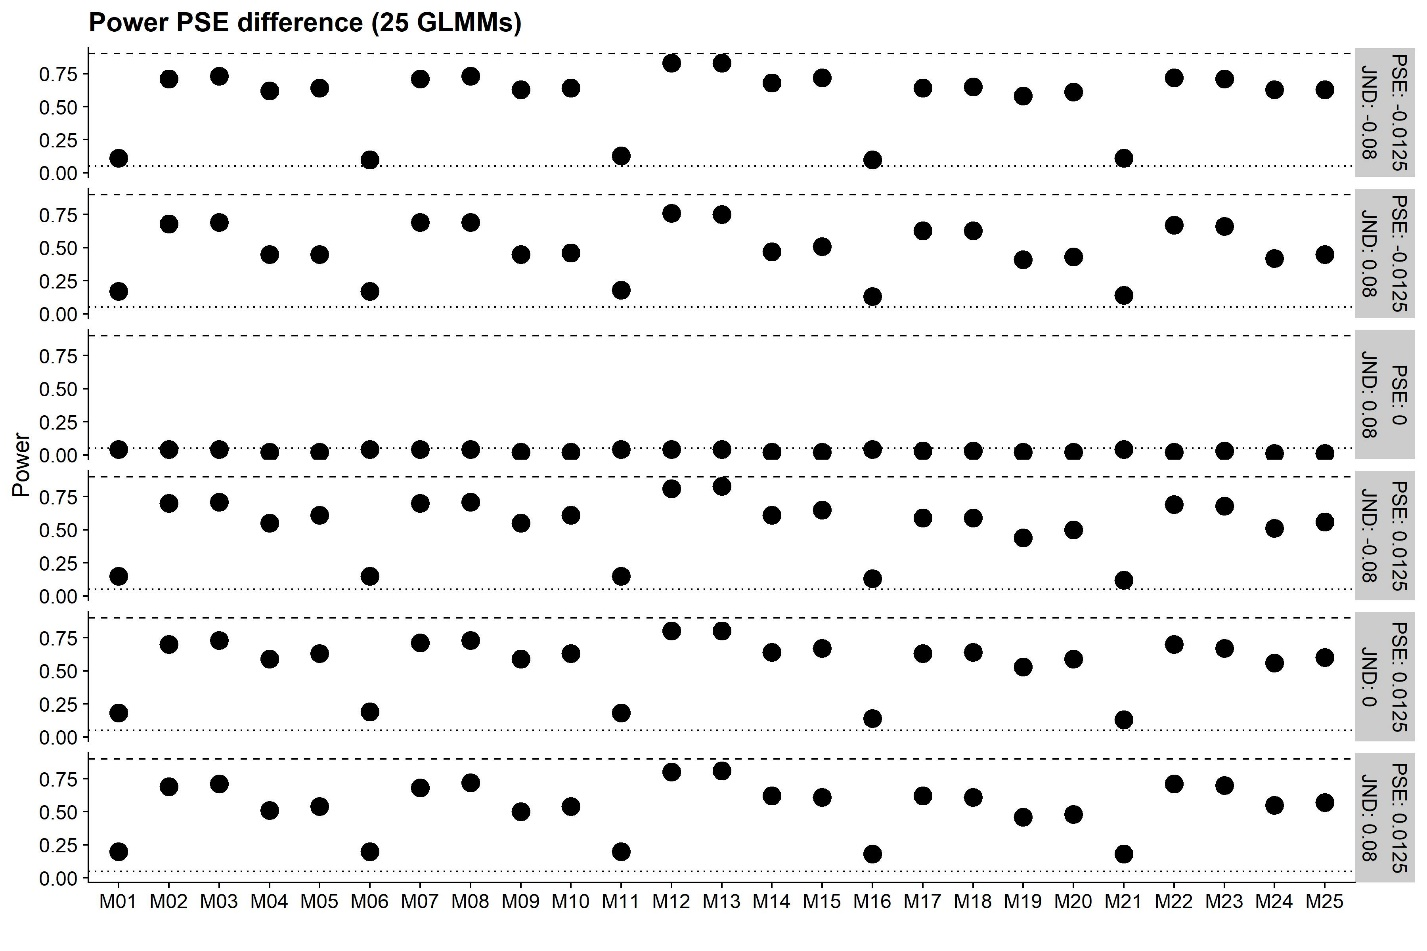 Power PSE difference (25 GLMMs)
Power
0.75
0.50
0.25
0.00
PSE: -0.0125
JND: -0.08
0.75
0.50
0.25
0.00
PSE: -0.0125
JND: 0.08
0.75
0.50
0.25
0.00
PSE: 0
JND: 0.08
0.75
0.50
0.25
0.00
PSE: 0.0125
JND: -0.08
0.75
0.50
0.25
0.00
PSE: 0.0125
JND: 0
0.75
0.50
0.25
0.00
PSE: 0.0125
JND: 0.08
M01 M02 M03 M04 M05 M06 M07 M08 M09 M10 M11 M12 M13 M14 M15 M16 M17 M18 M19 M20 M21 M22 M23 M24 M25